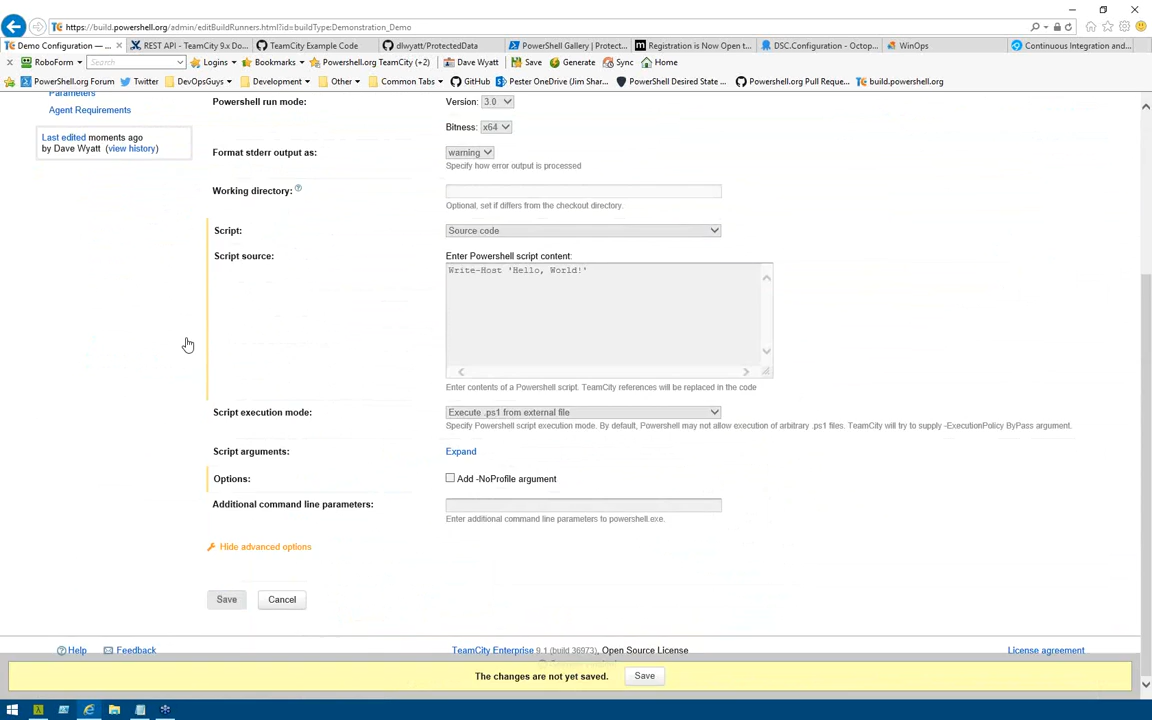 https://build.powershell.org/admin/editBuildRunners.html?id=buildType:Demonstration_Demo
Demo Configuration — ... REST API - TeamCity 9.x Do... TeamCity Example Code dlwyatt/ProtectedData PowerShell Gallery | Protect... Registration is Now Open t... DSC.Configuration - Octop... WinOps Continuous Integration and...
RoboForm Search Logins Bookmarks Powershell.org TeamCity (+2) Dave Wyatt Save Generate Sync Home
PowerShell.org Forum Twitter DevOpsGuys Development Other Common Tabs GitHub Pester OneDrive (Jim Shar... PowerShell Desired State ... Powershell.org Pull Reque... build.powershell.org
Parameters
Agent Requirements
Last edited moments ago
by Dave Wyatt (view history)
Powershell run mode: Version: 3.0
Bitness: x64
Format stderr output as: warning
Specify how error output is processed
Working directory:
Optional, set if differs from the checkout directory.
Script: Source code
Script source: Enter Powershell script content:
Write-Host 'Hello, World!'
Enter contents of a Powershell script. TeamCity references will be replaced in the code
Script execution mode: Execute .ps1 from external file
Specify Powershell script execution mode. By default, Powershell may not allow execution of arbitrary .ps1 files. TeamCity will try to supply -ExecutionPolicy ByPass argument.
Script arguments: Expand
Options: Add -NoProfile argument
Additional command line parameters:
Enter additional command line parameters to powershell.exe.
Hide advanced options
Save Cancel
Help Feedback TeamCity Enterprise 9.1 (build 36973), Open Source License License agreement
The changes are not yet saved. Save